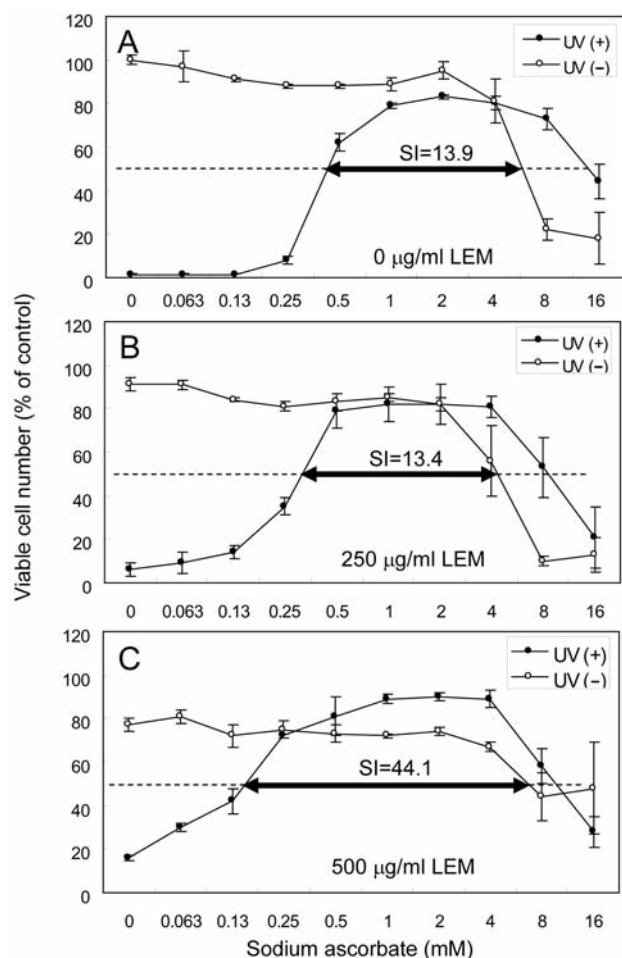 Viable cell number (% of control)
A
UV (+)
UV (−)
120
100
80
60
40
20
0
SI=13.9
0 μg/ml LEM
0 0.063 0.13 0.25 0.5 1 2 4 8 16
B
UV (+)
UV (−)
120
100
80
60
40
20
0
SI=13.4
250 μg/ml LEM
0 0.063 0.13 0.25 0.5 1 2 4 8 16
C
UV (+)
UV (−)
120
100
80
60
40
20
0
SI=44.1
500 μg/ml LEM
0 0.063 0.13 0.25 0.5 1 2 4 8 16
Sodium ascorbate (mM)